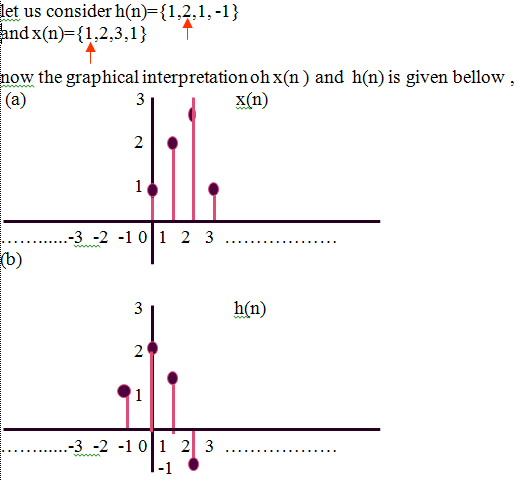 let us consider h(n)={1,2,1,-1}
and x(n)={1,2,3,1}
now the graphical interpretation oh x(n ) and h(n) is given bellow ,
(a) 3 x(n)
2
1
............-3 -2 -1 0 1 2 3 ...................
(b)
3 h(n)
2
1
............-3 -2 -1 0 1 2 3 ...................
-1